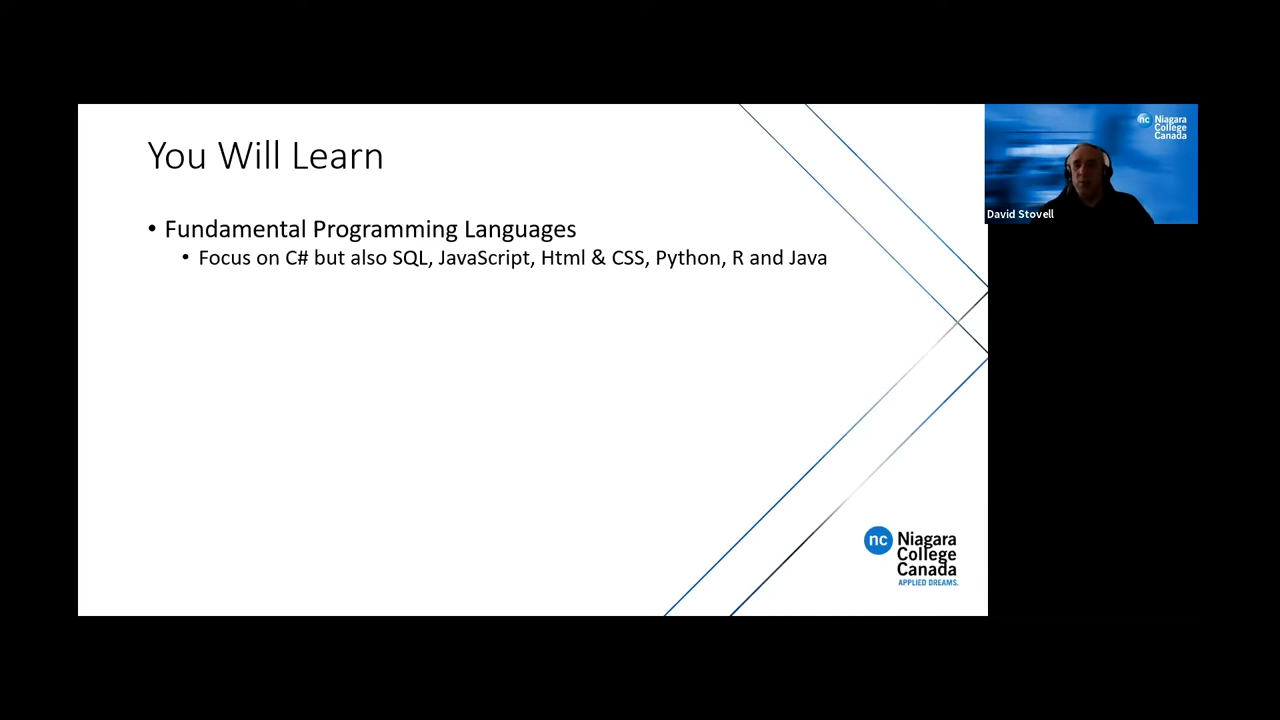 You Will Learn
• Fundamental Programming Languages
• Focus on C# but also SQL, JavaScript, Html & CSS, Python, R and Java
nc Niagara
College
Canada
David Stovell
nc Niagara
College
Canada
APPLIED DREAMS.